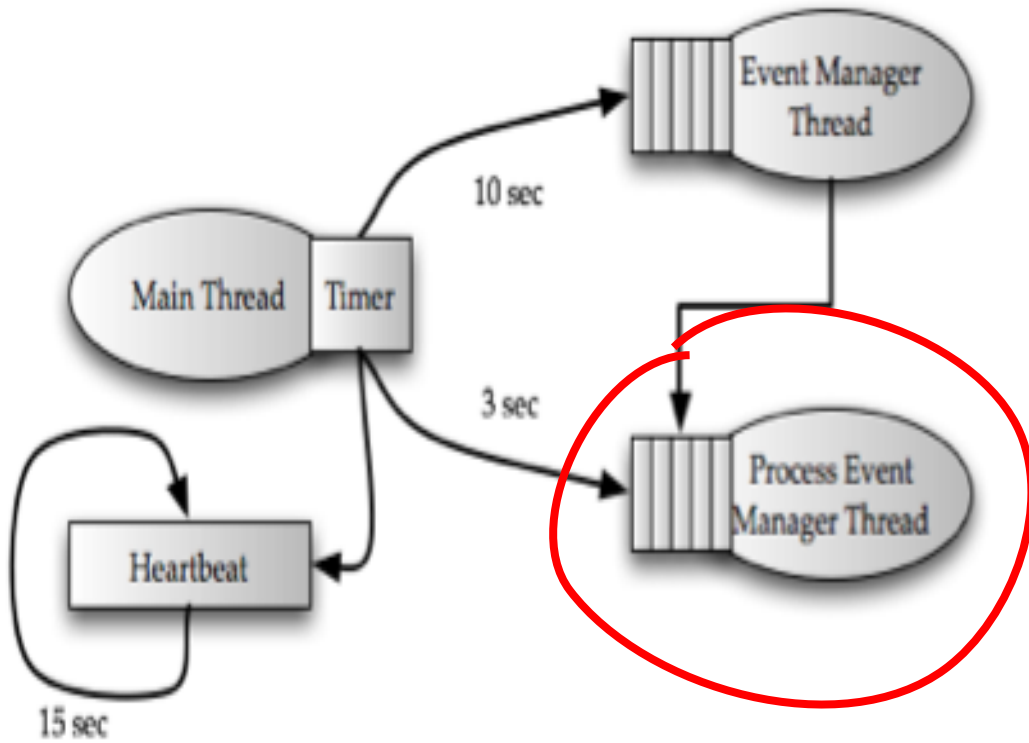 Event Manager
Thread
10 sec
Main Thread
Timer
3 sec
Process Event
Manager Thread
Heartbeat
15 sec